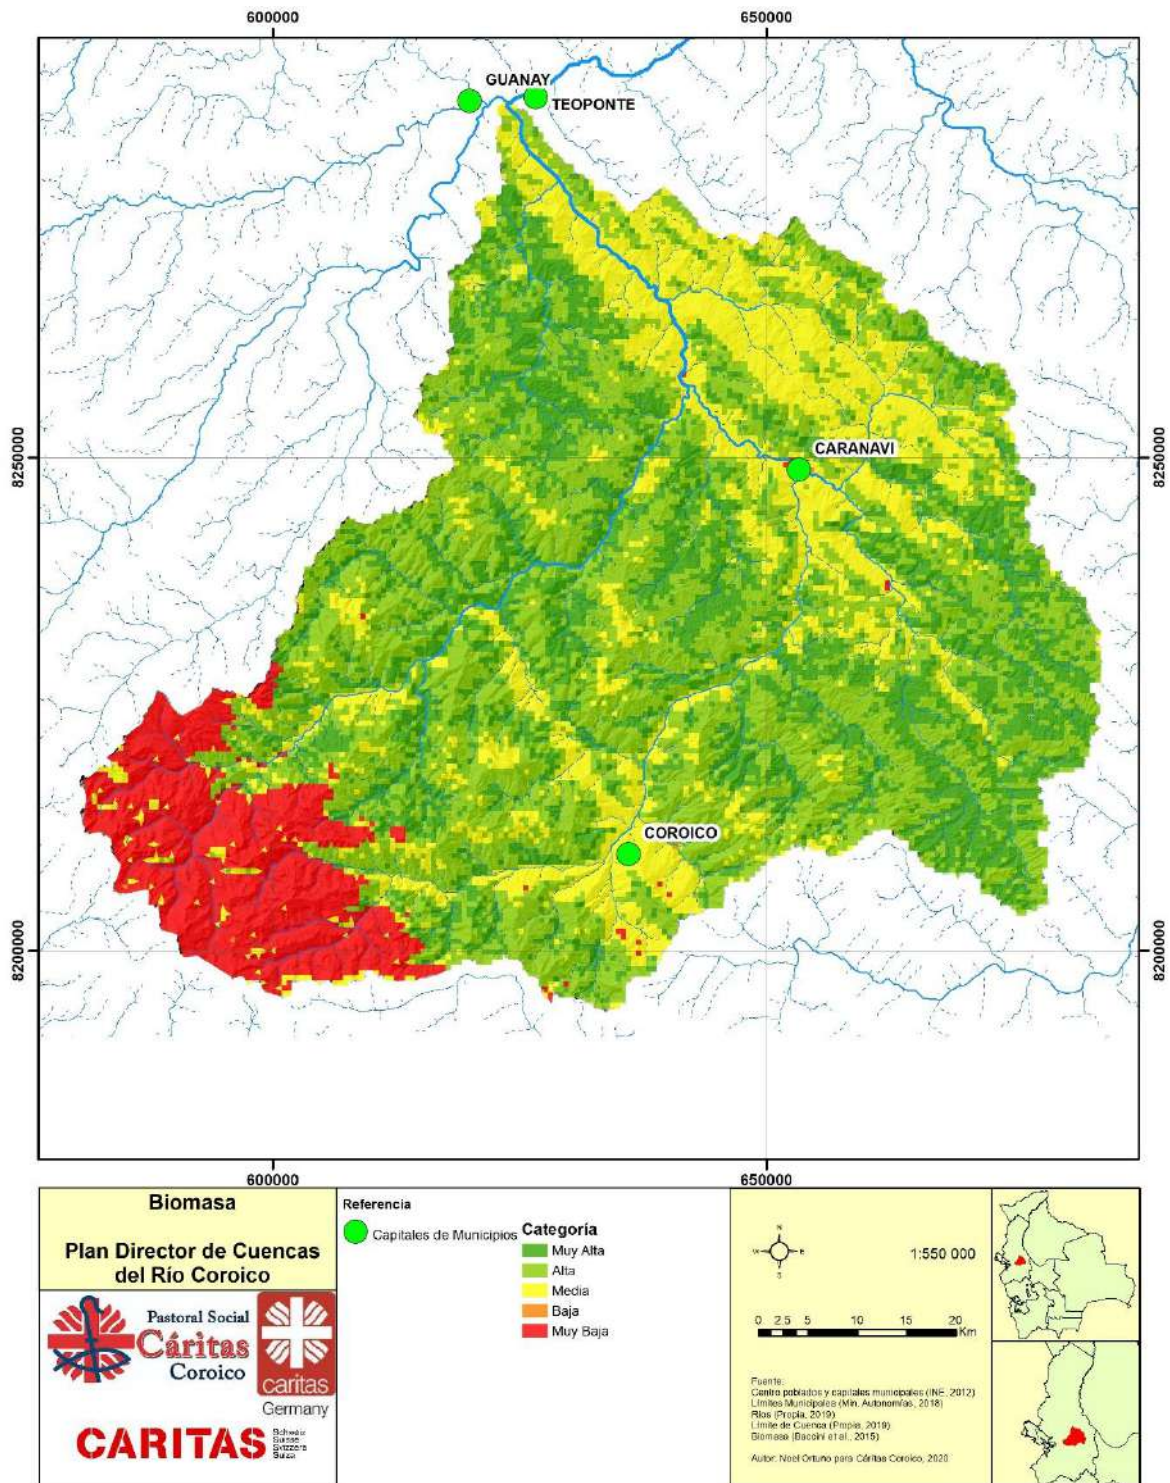 600000
650000
GUANAY
TEOPONTE
8250000
8250000
CARANAVI
COROICO
8200000
8200000
600000
650000
Biomasa
Plan Director de Cuencas
del Río Coroico
Pastoral Social
Cáritas
Coroico
caritas
Germany
CARITAS
Schweiz
Suisse
Svizzera
Svizra
Referencia
Capitales de Municipios
Categoría
Muy Alta
Alta
Media
Baja
Muy Baja
N
W
E
S
1:550 000
0 2.5 5 10 15 20
Km
Fuente:
Centro poblados y capitales municipales (INE, 2012)
Límites Municipales (Min. Autonomías, 2018)
Ríos (Propia, 2019)
Límite de Cuenca (Propia, 2019)
Biomasa (Baccini et al., 2015)
Autor: Noel Ortuño para Cáritas Coroico, 2020